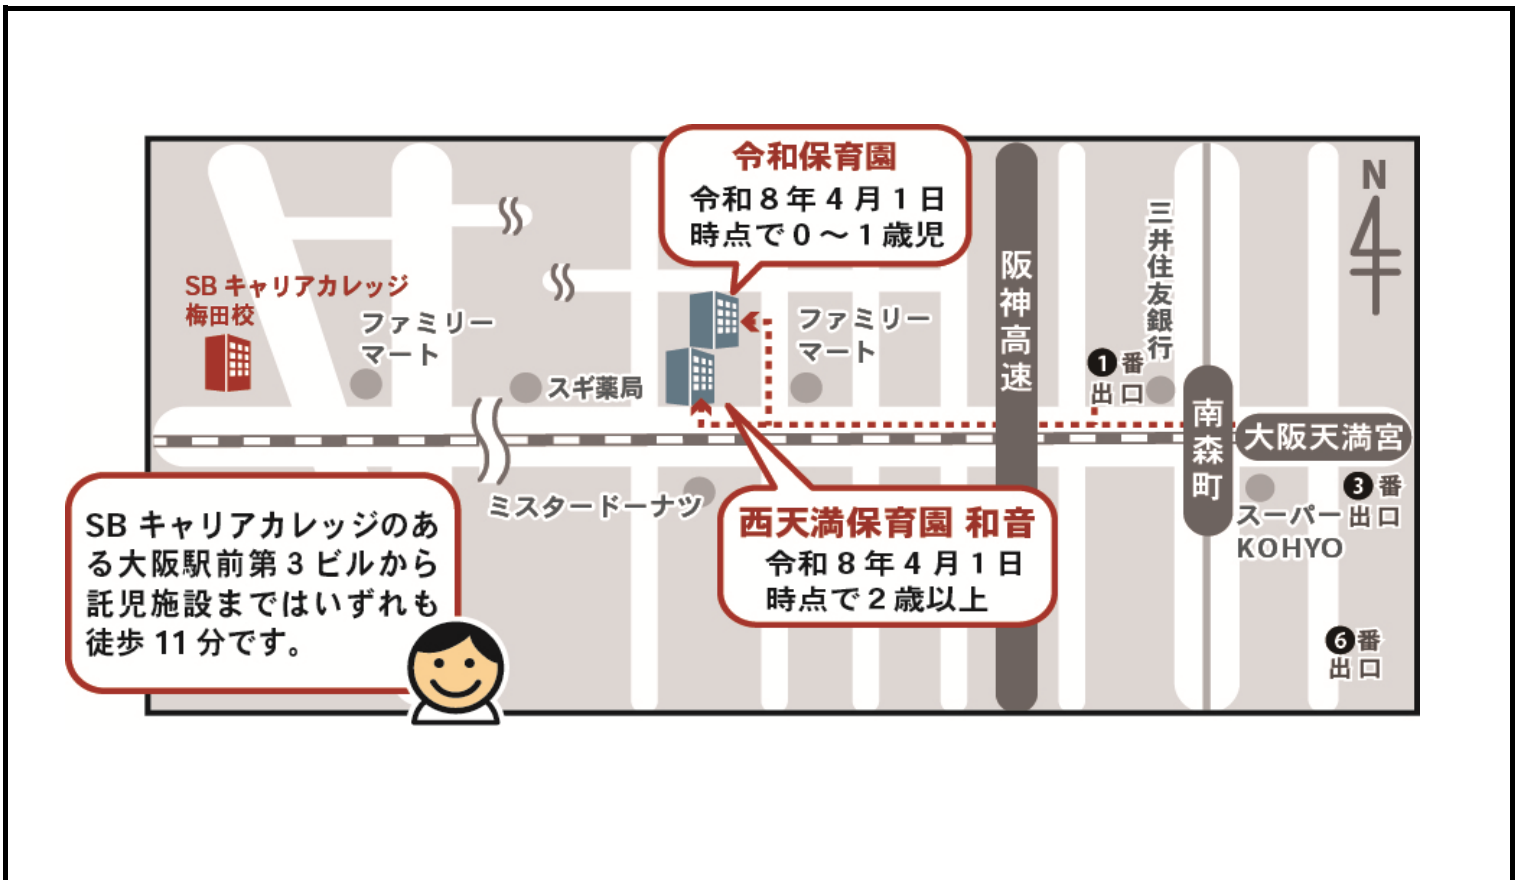 令和保育園
令和８年４月１日
時点で０～１歳児
N
三井住友銀行
阪神高速
SB キャリアカレッジ
梅田校
ファミリー
マート
ファミリー
マート
1番
出口
スギ薬局
南森町
大阪天満宮
ミスタードーナツ
3番
出口
スーパー
KOHYO
西天満保育園 和音
令和８年４月１日
時点で２歳以上
SB キャリアカレッジのあ
る大阪駅前第３ビルから
託児施設まではいずれも
徒歩 11 分です。
6番
出口